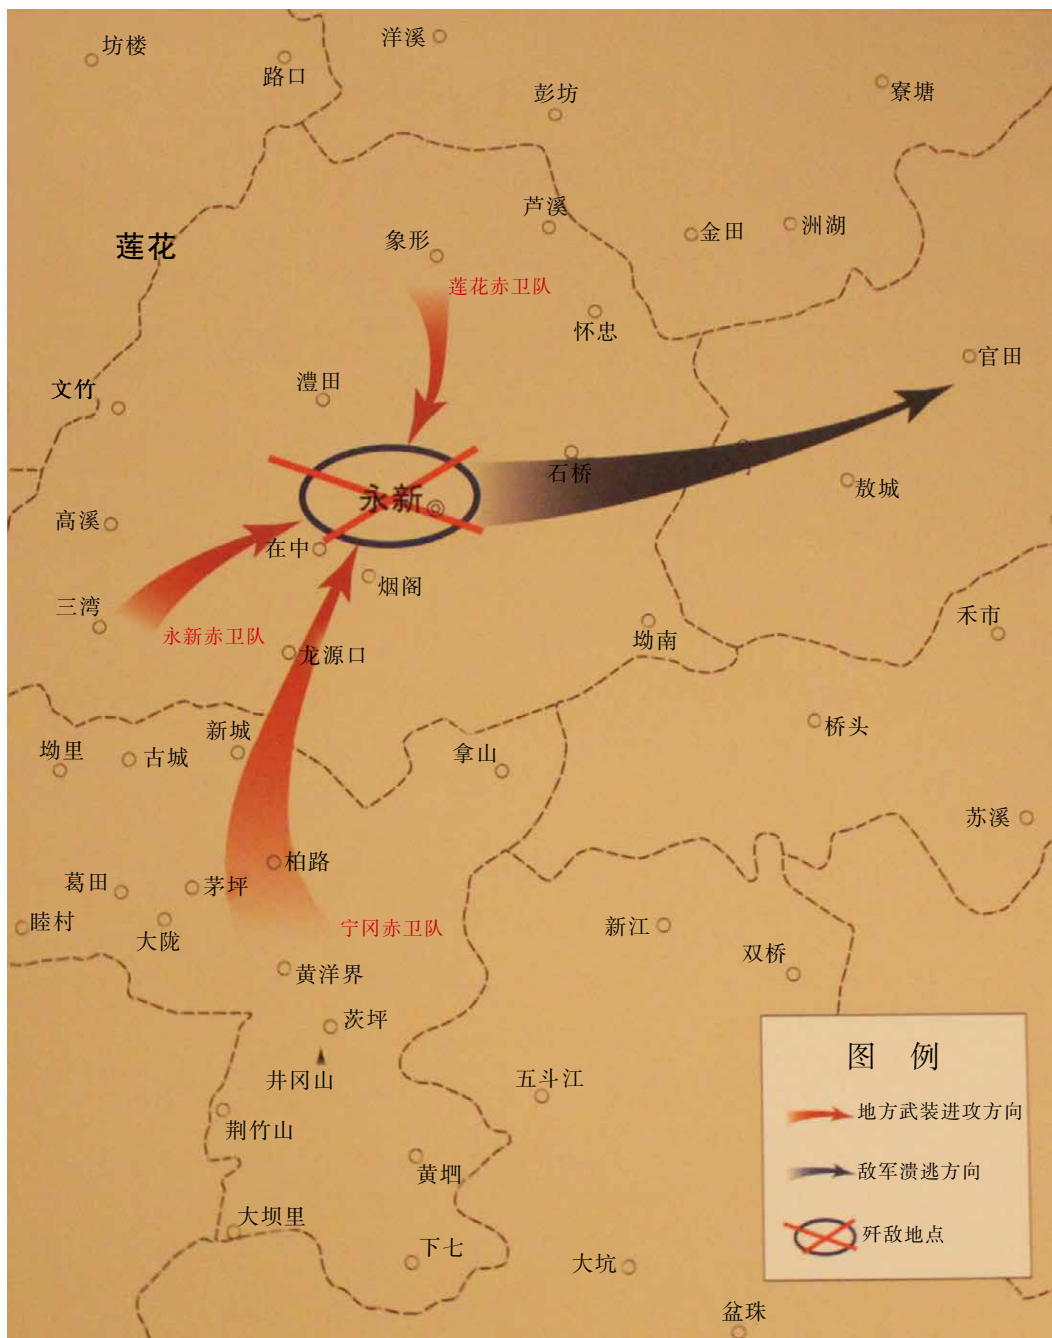 洋溪
坊楼
路口
彭坊
寮塘
芦溪
金田
洲湖
莲花
象形
莲花赤卫队
怀忠
官田
澧田
文竹
石桥
敖城
永新
高溪
在中
烟阁
三湾
永新赤卫队
龙源口
坳南
禾市
新城
坳里
古城
拿山
桥头
苏溪
柏路
葛田
茅坪
睦村
大陇
宁冈赤卫队
新江
双桥
黄洋界
茨坪
井冈山
五斗江
荆竹山
黄坳
大坝里
下七
大坑
盆珠
图 例
地方武装进攻方向
敌军溃逃方向
歼敌地点